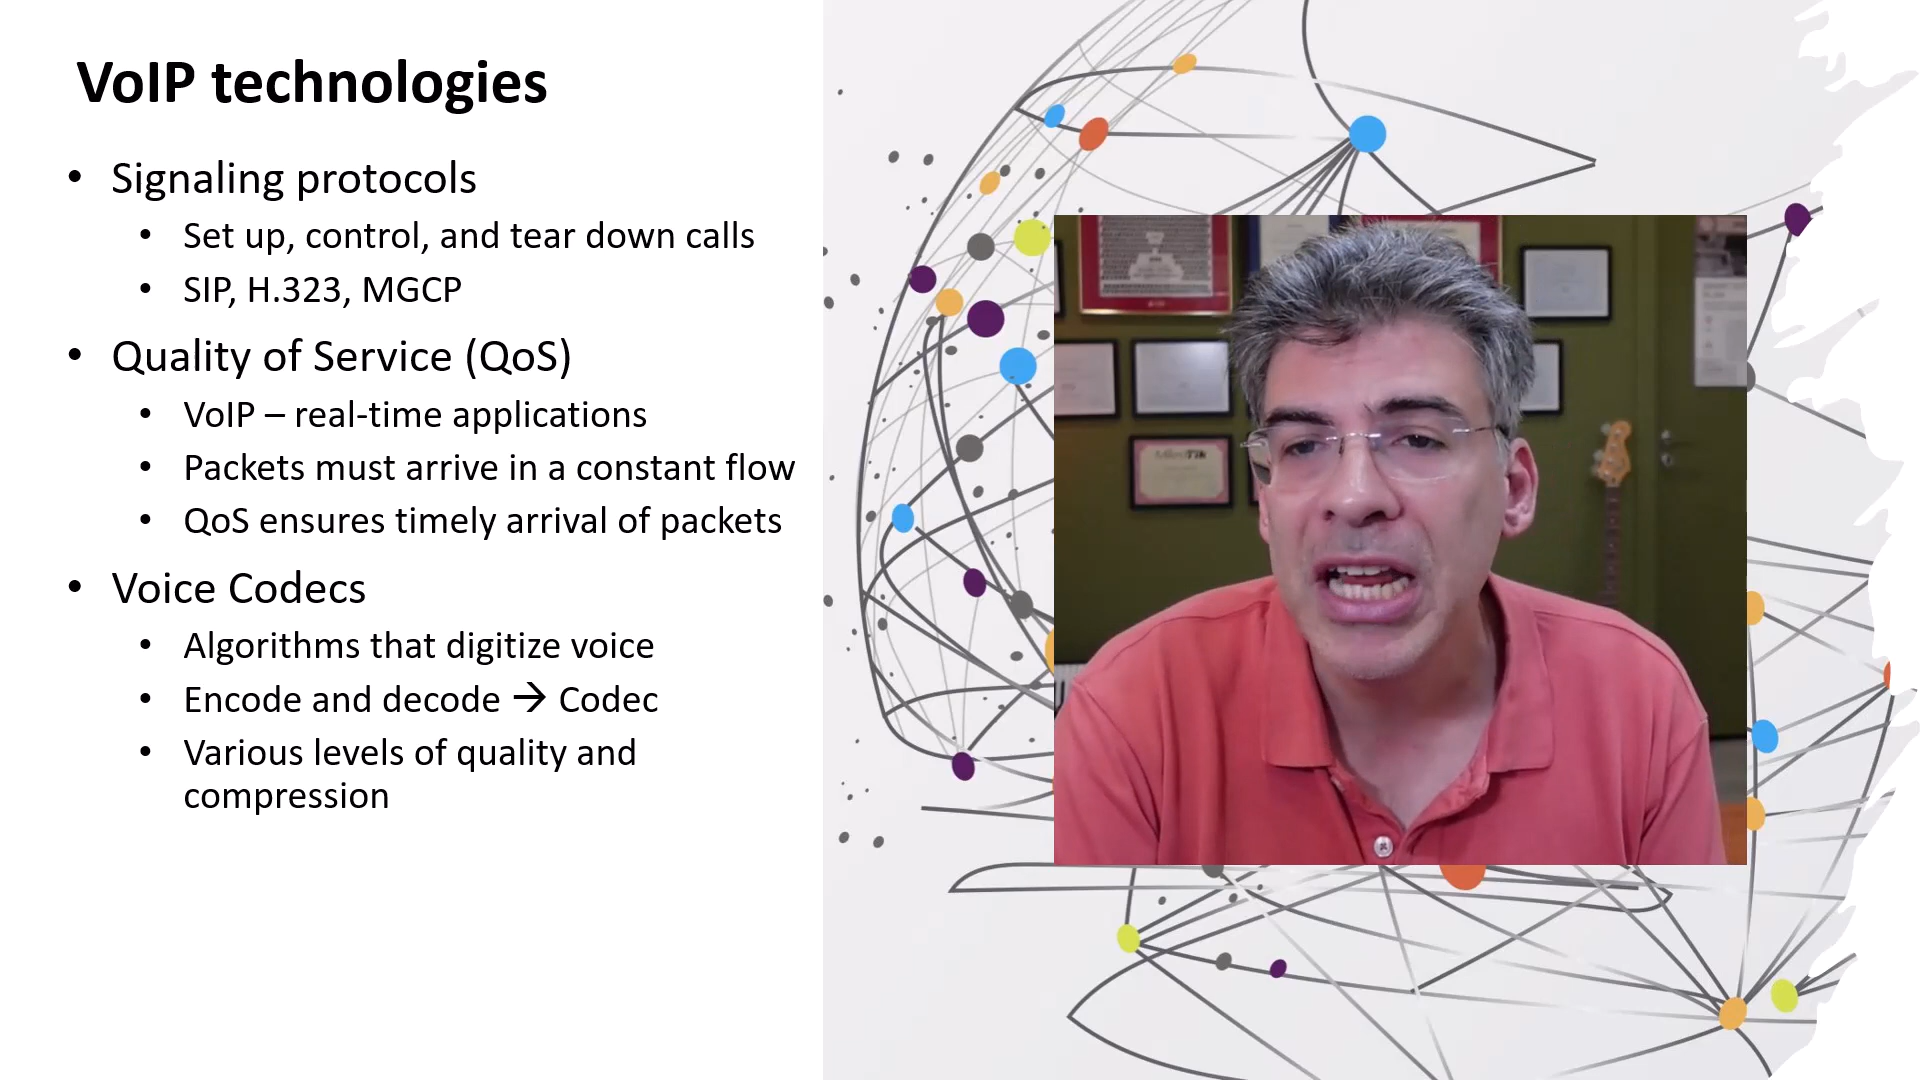 VoIP technologies
• Signaling protocols
• Set up, control, and tear down calls
• SIP, H.323, MGCP
• Quality of Service (QoS)
• VoIP – real-time applications
• Packets must arrive in a constant flow
• QoS ensures timely arrival of packets
• Voice Codecs
• Algorithms that digitize voice
• Encode and decode → Codec
• Various levels of quality and
compression
MikroTik